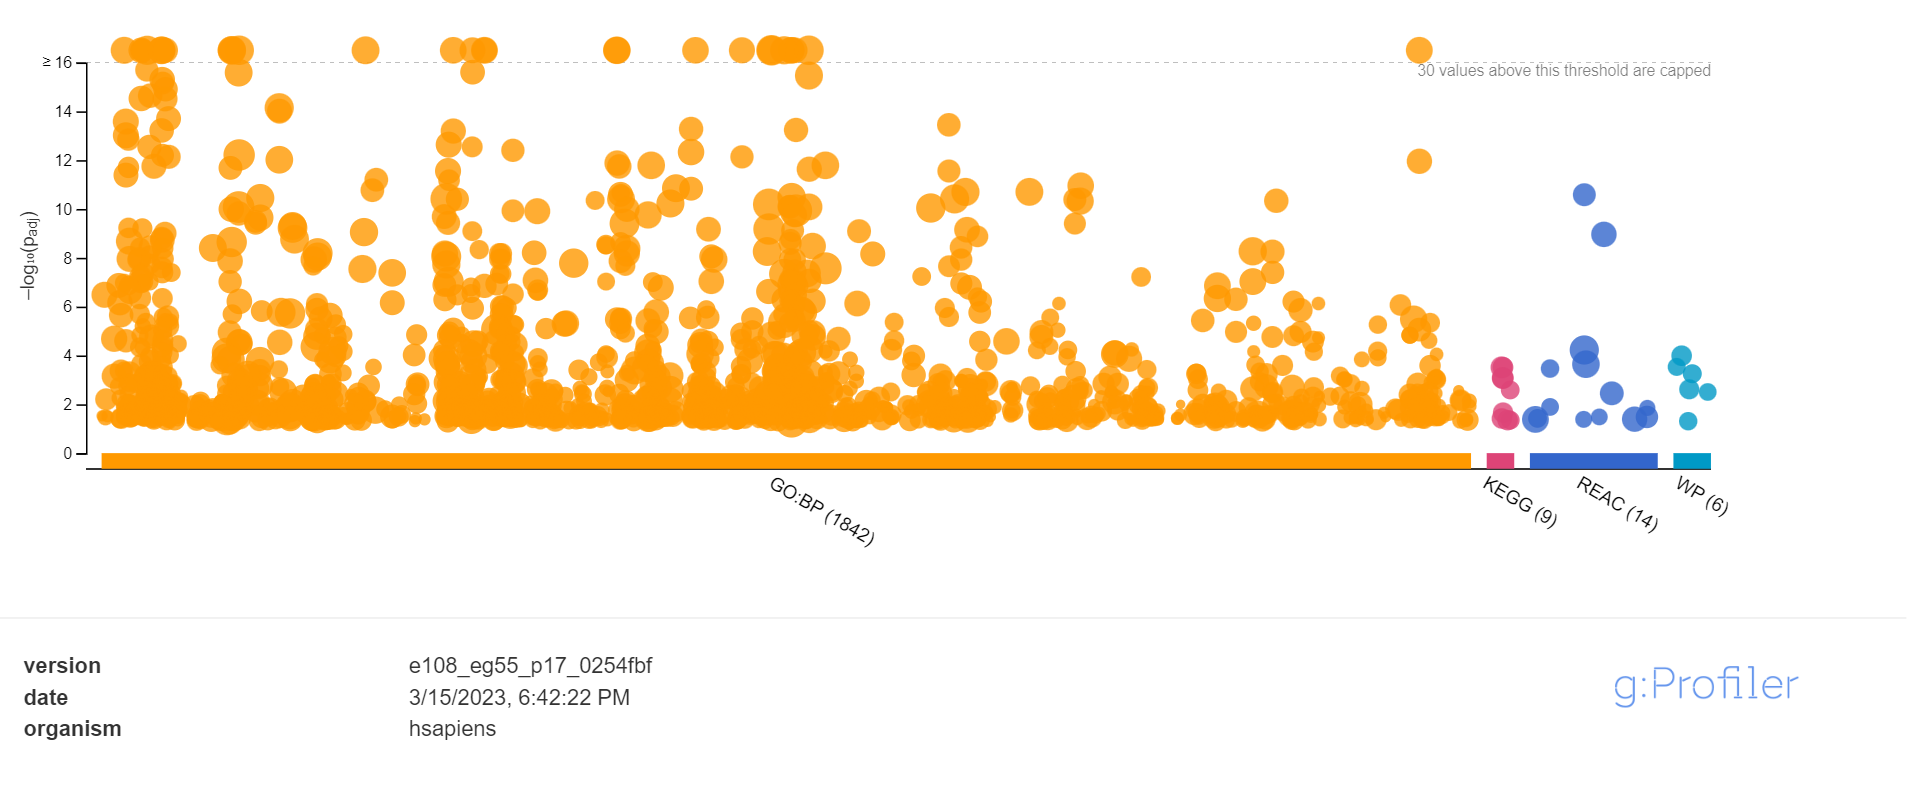 ≥ 16
30 values above this threshold are capped
14
12
10
8
6
4
2
0
−log₁₀(padj)
GO:BP (1842)
KEGG (9)
REAC (14)
WP (6)
version e108_eg55_p17_0254fbf
date 3/15/2023, 6:42:22 PM
organism hsapiens
g:Profiler